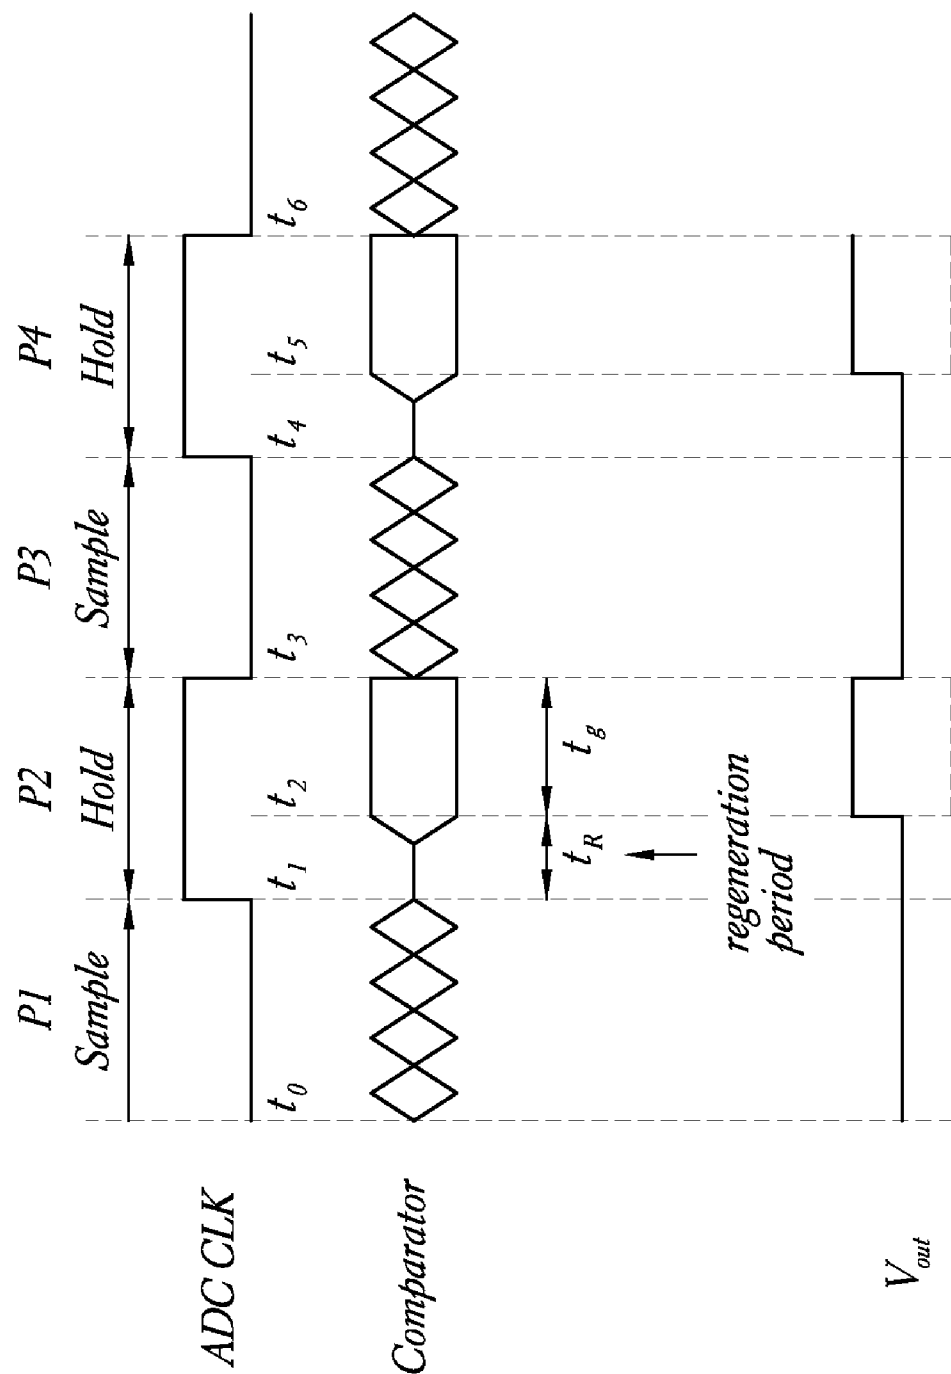 P1 P2 P3 P4
Sample Hold Sample Hold
ADC CLK
t0 t1 t2 t3 t4 t5 t6
Comparator
tR tg
regeneration
period
Vout